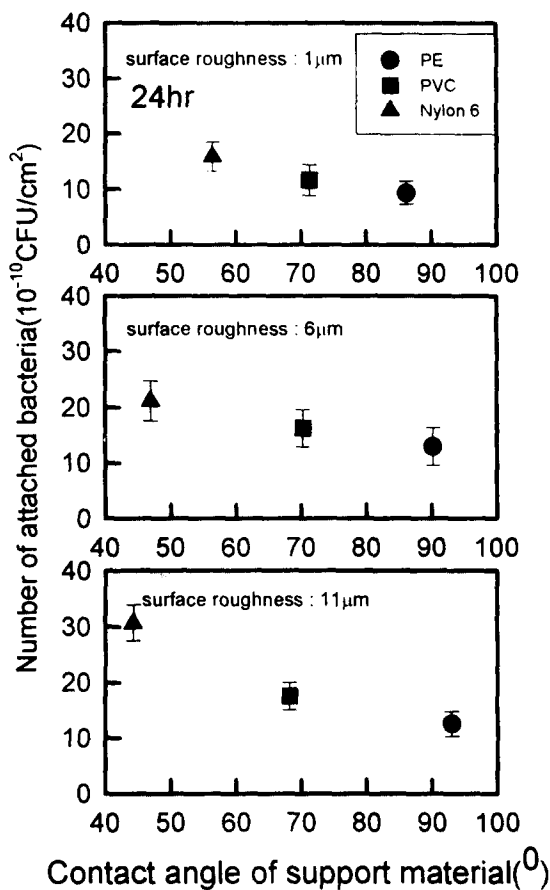 Number of attached bacteria(10⁻¹⁰CFU/cm²)
40
30
20
10
0
surface roughness : 1μm
24hr
PE
PVC
Nylon 6
40 50 60 70 80 90 100
40
30
20
10
0
surface roughness : 6μm
40 50 60 70 80 90 100
40
30
20
10
0
surface roughness : 11μm
40 50 60 70 80 90 100
Contact angle of support material(⁰)